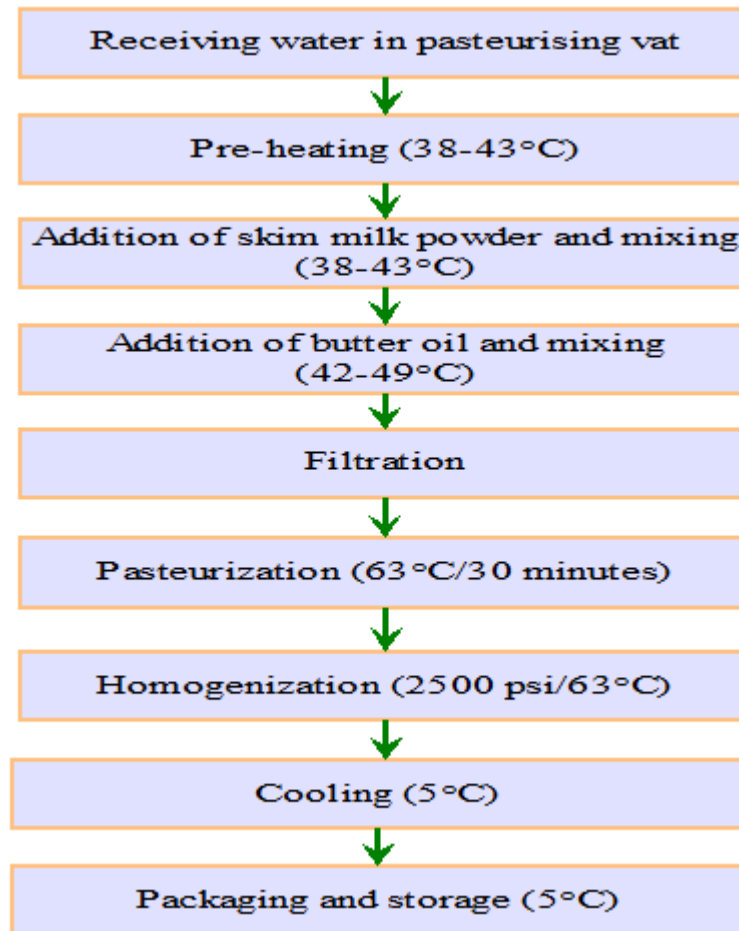 Receiving water in pasteurising vat
Pre-heating (38-43°C)
Addition of skim milk powder and mixing
(38-43°C)
Addition of butter oil and mixing
(42-49°C)
Filtration
Pasteurization (63°C/30 minutes)
Homogenization (2500 psi/63°C)
Cooling (5°C)
Packaging and storage (5°C)